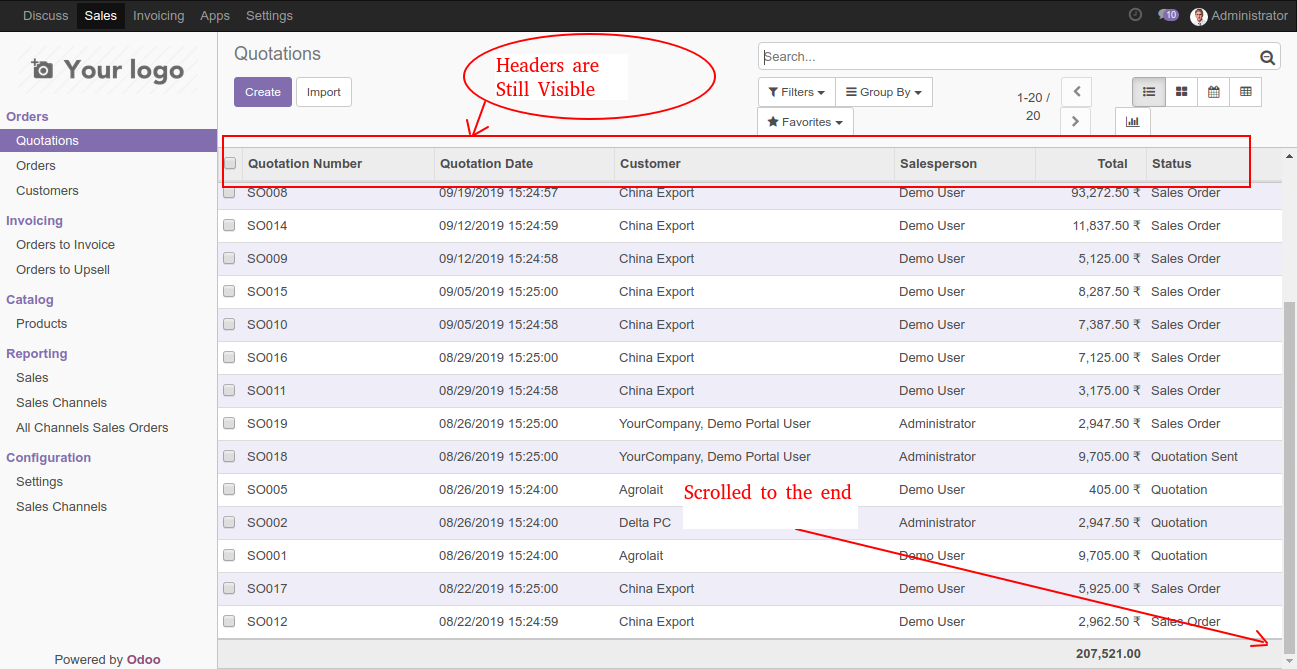 Discuss Sales Invoicing Apps Settings 10 Administrator
Your logo
Orders
Quotations
Orders
Customers
Invoicing
Orders to Invoice
Orders to Upsell
Catalog
Products
Reporting
Sales
Sales Channels
All Channels Sales Orders
Configuration
Settings
Sales Channels
Powered by Odoo
Quotations
Headers are
Still Visible
Search...
Create Import
Filters Group By
Favorites
1-20 /
20
Quotation Number Quotation Date Customer Salesperson Total Status
SO008 09/19/2019 15:24:57 China Export Demo User 93,272.50 ₹ Sales Order
SO014 09/12/2019 15:24:59 China Export Demo User 11,837.50 ₹ Sales Order
SO009 09/12/2019 15:24:58 China Export Demo User 5,125.00 ₹ Sales Order
SO015 09/05/2019 15:25:00 China Export Demo User 8,287.50 ₹ Sales Order
SO010 09/05/2019 15:24:58 China Export Demo User 7,387.50 ₹ Sales Order
SO016 08/29/2019 15:25:00 China Export Demo User 7,125.00 ₹ Sales Order
SO011 08/29/2019 15:24:58 China Export Demo User 3,175.00 ₹ Sales Order
SO019 08/26/2019 15:25:00 YourCompany, Demo Portal User Administrator 2,947.50 ₹ Sales Order
SO018 08/26/2019 15:25:00 YourCompany, Demo Portal User Administrator 9,705.00 ₹ Quotation Sent
SO005 08/26/2019 15:24:00 Agrolait Demo User 405.00 ₹ Quotation
Scrolled to the end
SO002 08/26/2019 15:24:00 Delta PC Administrator 2,947.50 ₹ Quotation
SO001 08/26/2019 15:24:00 Agrolait Demo User 9,705.00 ₹ Quotation
SO017 08/22/2019 15:25:00 China Export Demo User 5,925.00 ₹ Sales Order
SO012 08/22/2019 15:24:59 China Export Demo User 2,962.50 ₹ Sales Order
207,521.00